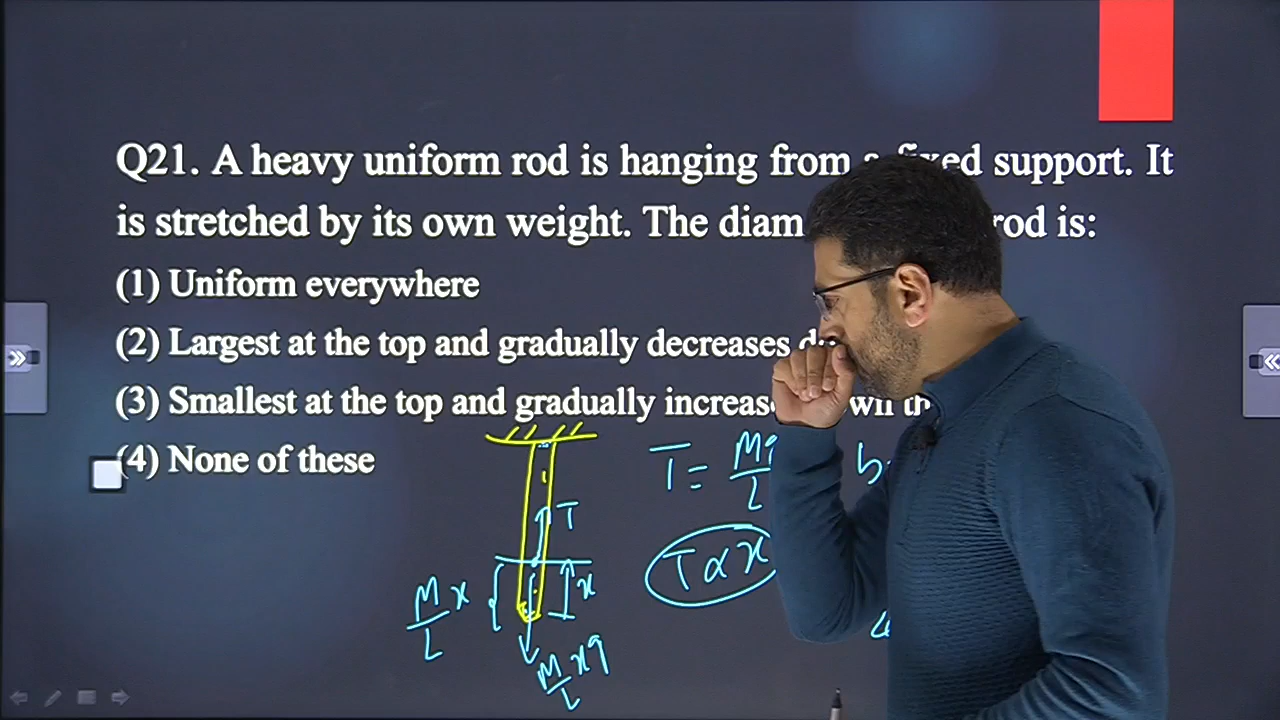 Q21. A heavy uniform rod is hanging from a fixed support. It
is stretched by its own weight. The diam rod is:
(1) Uniform everywhere
(2) Largest at the top and gradually decreases
(3) Smallest at the top and gradually
(4) None of these
T = M
L
T
T ∝ x
x
M x
L
M xg
L